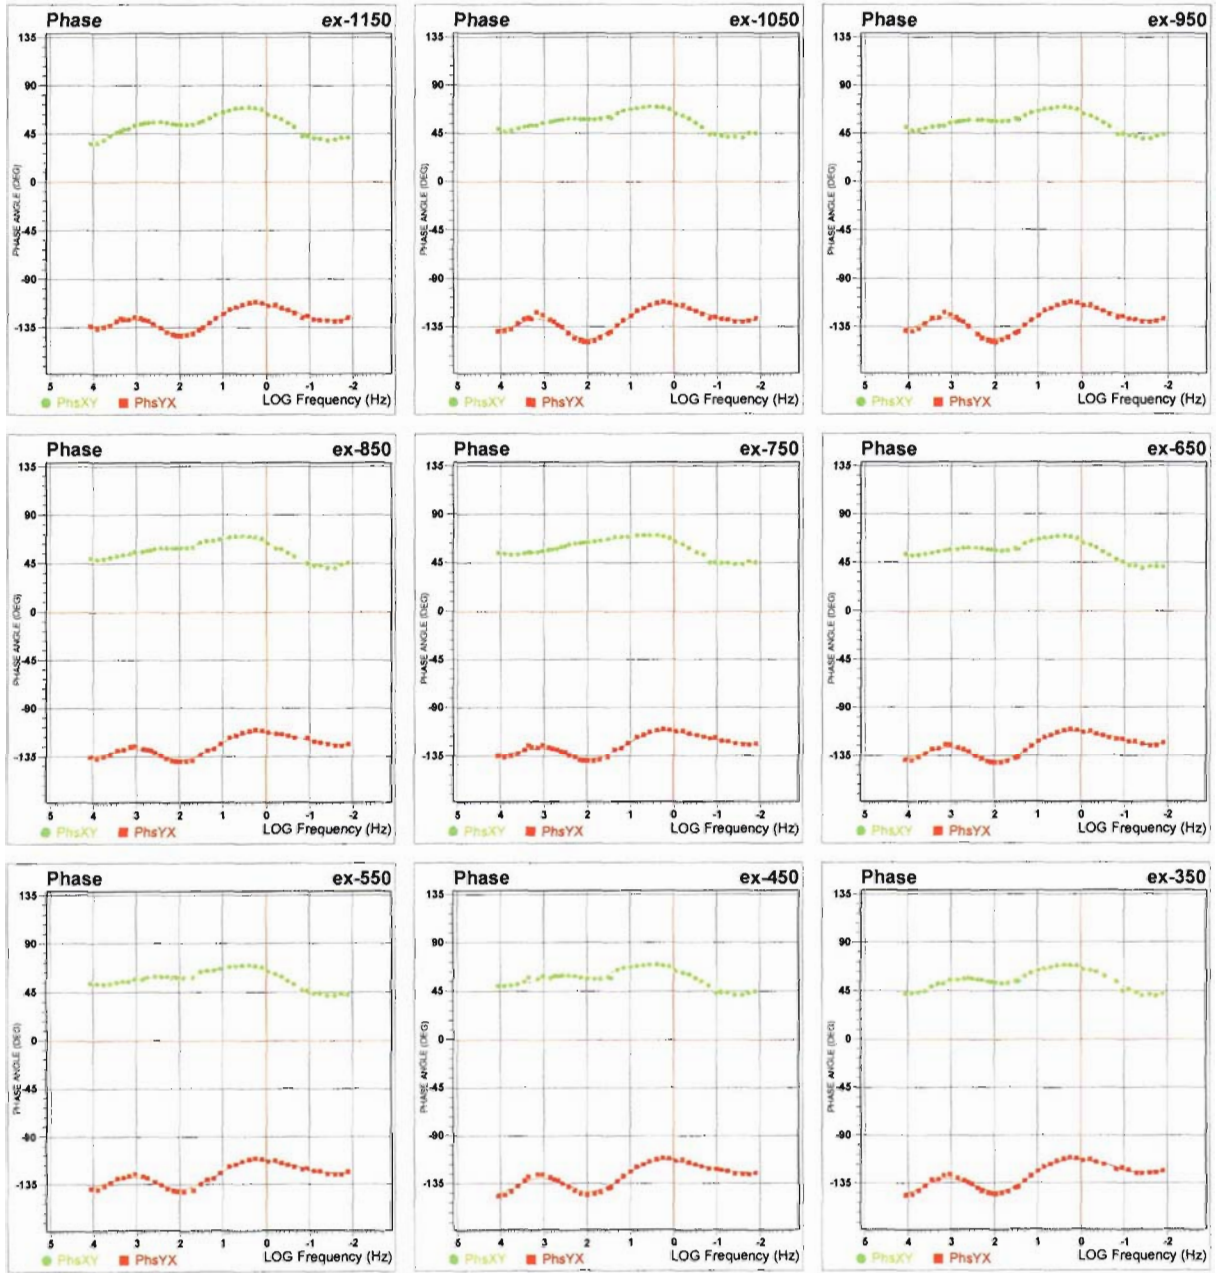 Phase ex-1150
135
90
45
0
-45
-90
-135
PHASE ANGLE (DEG)
5 4 3 2 1 0 -1 -2
PhsXY PhsYX LOG Frequency (Hz)
Phase ex-1050
135
90
45
0
-45
-90
-135
PHASE ANGLE (DEG)
5 4 3 2 1 0 -1 -2
PhsXY PhsYX LOG Frequency (Hz)
Phase ex-950
135
90
45
0
-45
-90
-135
PHASE ANGLE (DEG)
5 4 3 2 1 0 -1 -2
PhsXY PhsYX LOG Frequency (Hz)
Phase ex-850
135
90
45
0
-45
-90
-135
PHASE ANGLE (DEG)
5 4 3 2 1 0 -1 -2
PhsXY PhsYX LOG Frequency (Hz)
Phase ex-750
135
90
45
0
-45
-90
-135
PHASE ANGLE (DEG)
5 4 3 2 1 0 -1 -2
PhsXY PhsYX LOG Frequency (Hz)
Phase ex-650
135
90
45
0
-45
-90
-135
PHASE ANGLE (DEG)
5 4 3 2 1 0 -1 -2
PhsXY PhsYX LOG Frequency (Hz)
Phase ex-550
135
90
45
0
-45
-90
-135
PHASE ANGLE (DEG)
5 4 3 2 1 0 -1 -2
PhsXY PhsYX LOG Frequency (Hz)
Phase ex-450
135
90
45
0
-45
-90
-135
PHASE ANGLE (DEG)
5 4 3 2 1 0 -1 -2
PhsXY PhsYX LOG Frequency (Hz)
Phase ex-350
135
90
45
0
-45
-90
-135
PHASE ANGLE (DEG)
5 4 3 2 1 0 -1 -2
PhsXY PhsYX LOG Frequency (Hz)